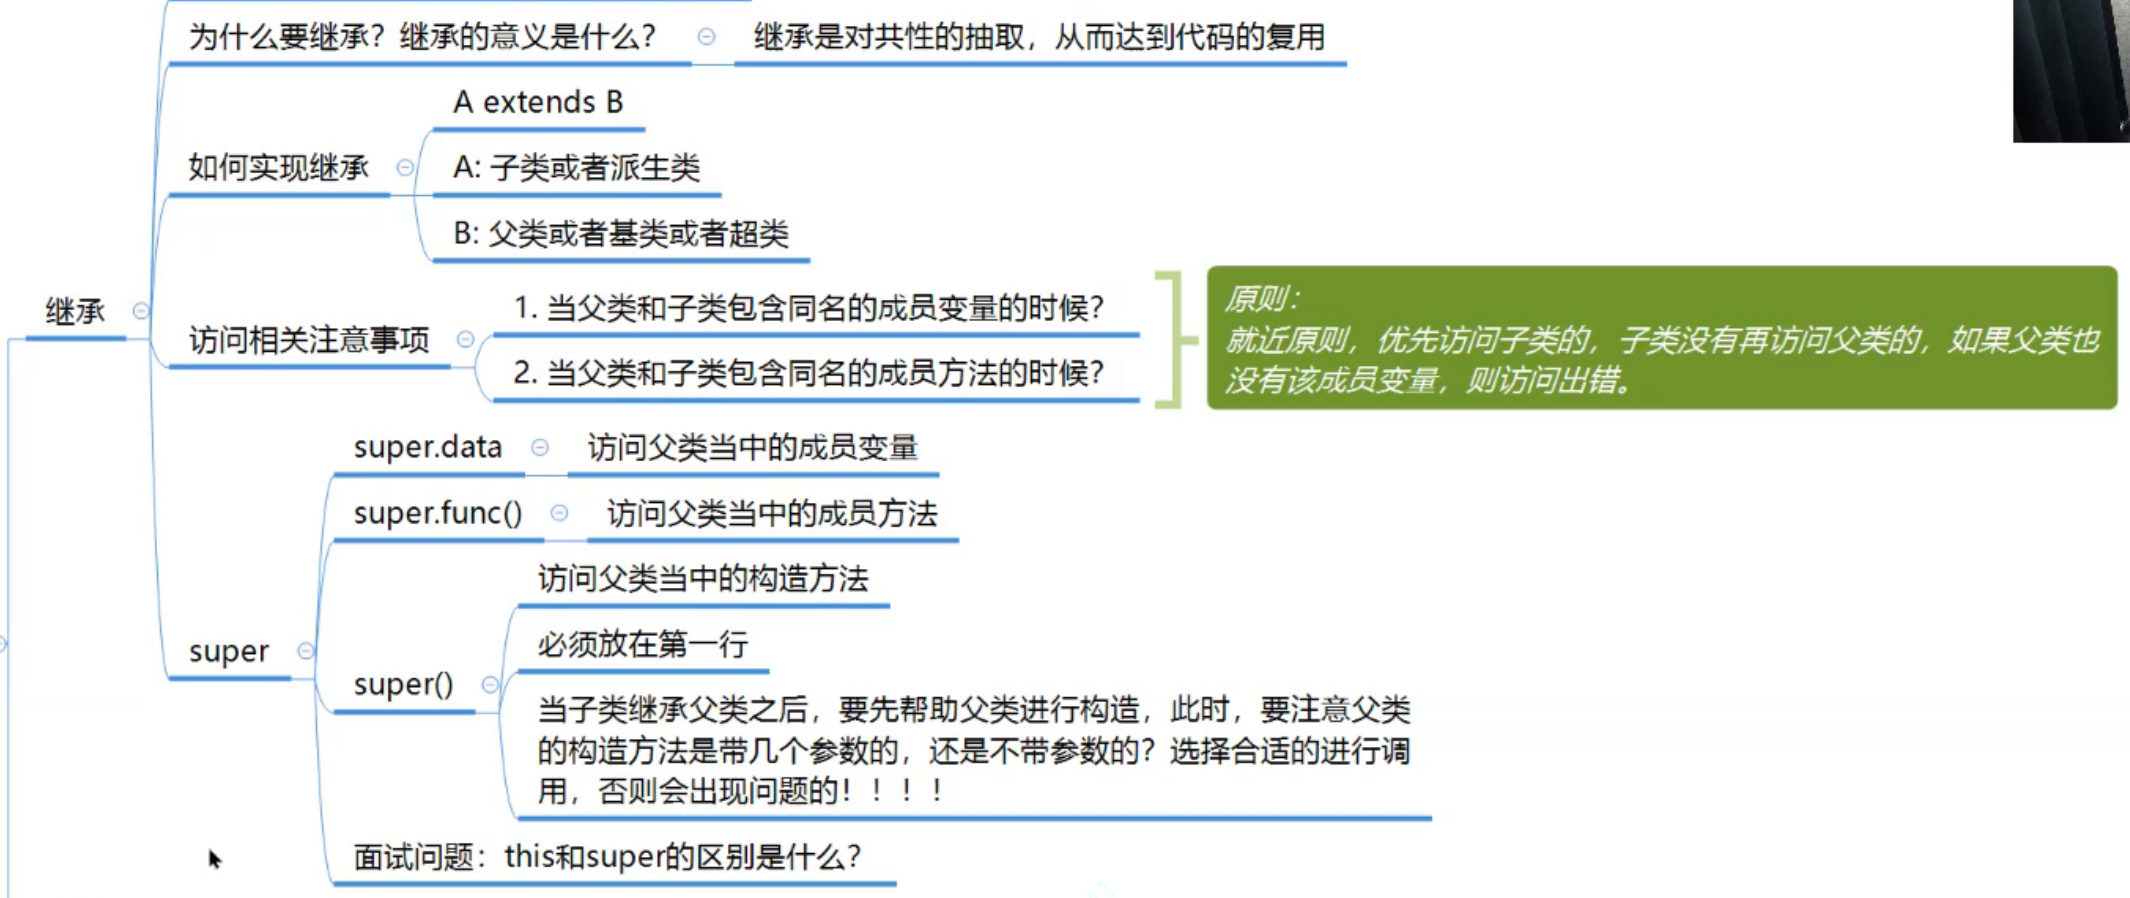 为什么要继承？继承的意义是什么？
继承是对共性的抽取，从而达到代码的复用
A extends B
如何实现继承
A: 子类或者派生类
B: 父类或者基类或者超类
继承
访问相关注意事项
1. 当父类和子类包含同名的成员变量的时候？
2. 当父类和子类包含同名的成员方法的时候？
原则：
就近原则，优先访问子类的，子类没有再访问父类的，如果父类也
没有该成员变量，则访问出错。
super.data
访问父类当中的成员变量
super.func()
访问父类当中的成员方法
访问父类当中的构造方法
必须放在第一行
super
super()
当子类继承父类之后，要先帮助父类进行构造，此时，要注意父类
的构造方法是带几个参数的，还是不带参数的？选择合适的进行调
用，否则会出现问题的！！！！
面试问题：this和super的区别是什么？